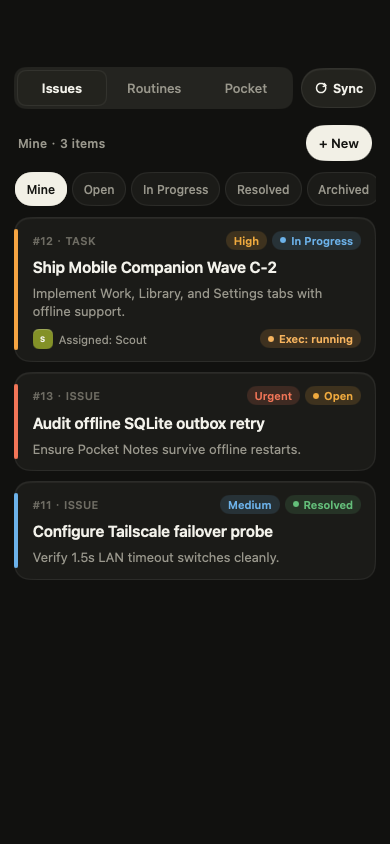 Issues Routines Pocket Sync
Mine · 3 items + New
Mine Open In Progress Resolved Archived
#12 · TASK High In Progress
Ship Mobile Companion Wave C-2
Implement Work, Library, and Settings tabs with
offline support.
S Assigned: Scout Exec: running
#13 · ISSUE Urgent Open
Audit offline SQLite outbox retry
Ensure Pocket Notes survive offline restarts.
#11 · ISSUE Medium Resolved
Configure Tailscale failover probe
Verify 1.5s LAN timeout switches cleanly.